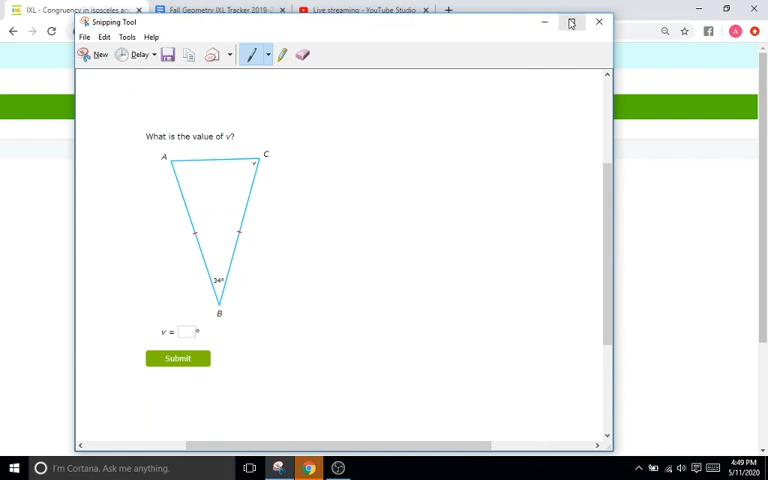 IXL - Congruency in isosceles an
Fall Geometry IXL Tracker 2019-2
Live streaming - YouTube Studio
Snipping Tool
File Edit Tools Help
New Delay
A
What is the value of v?
A C
v
34°
B
v = °
Submit
I'm Cortana. Ask me anything.
4:49 PM
5/11/2020